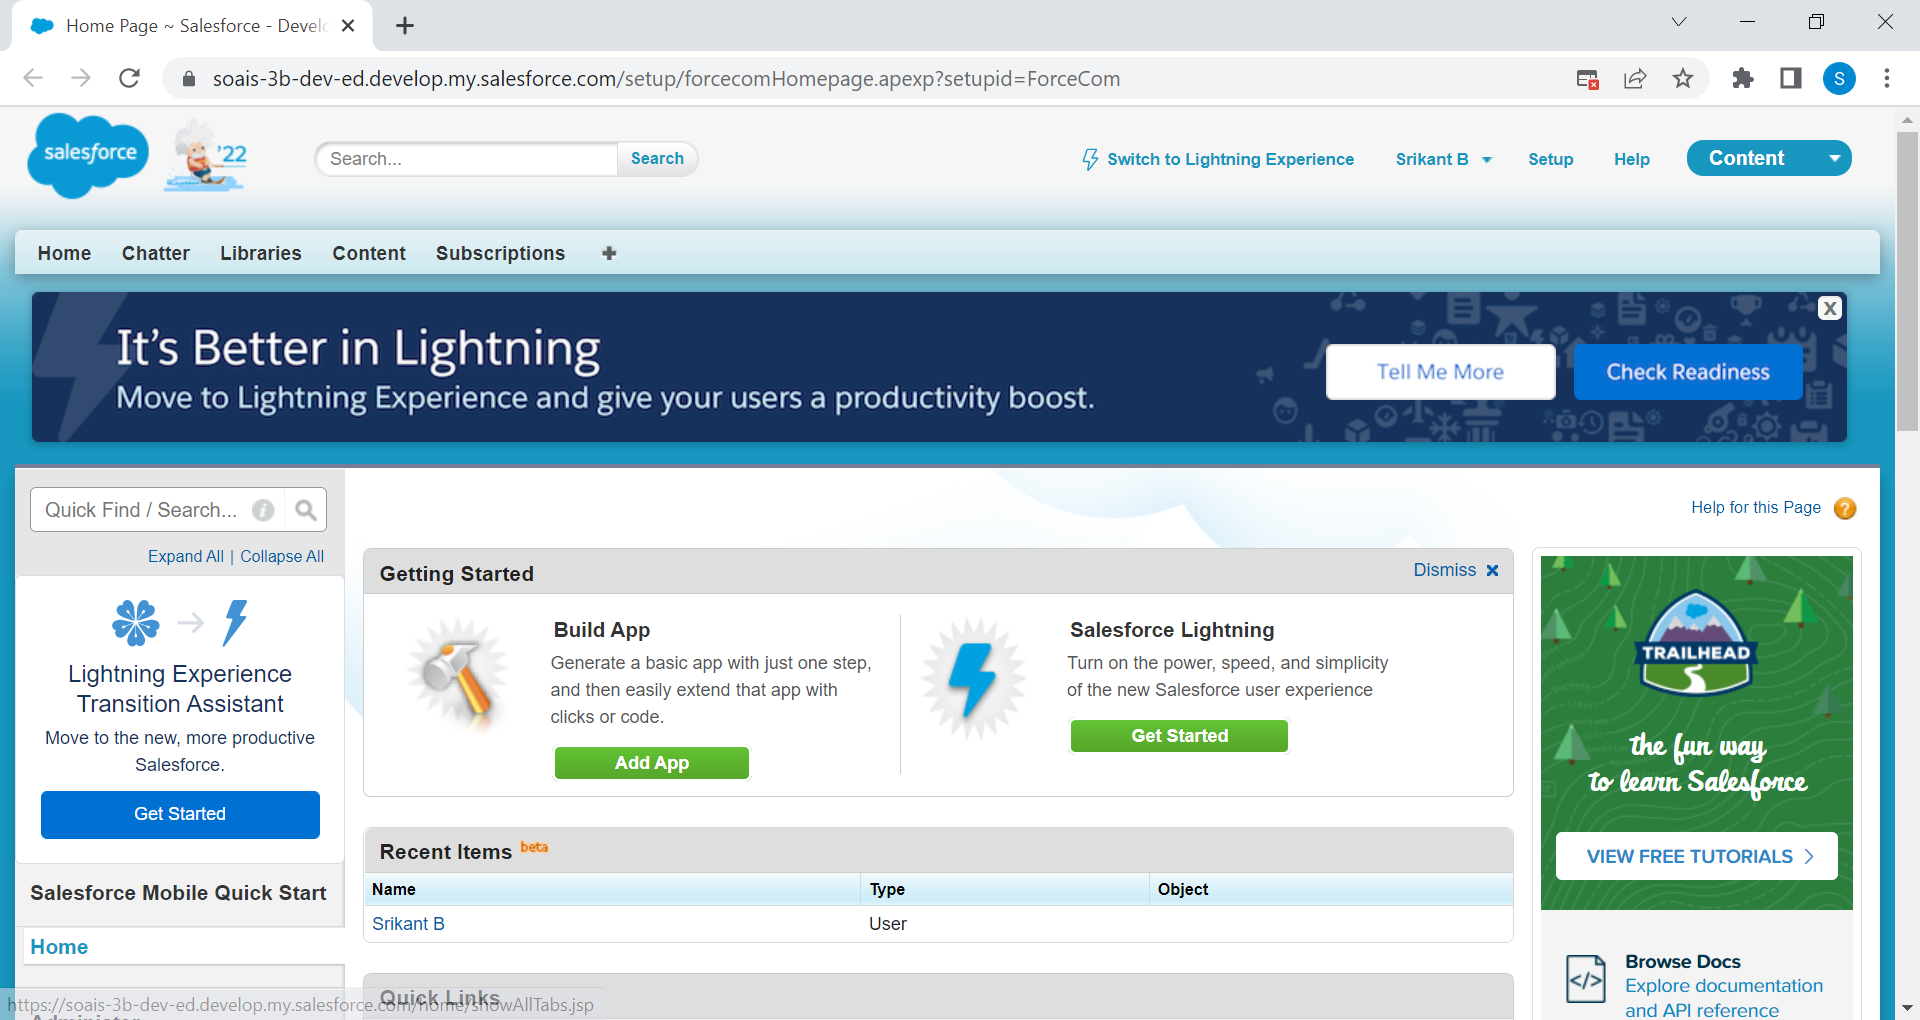 Home Page ~ Salesforce - Devel
soais-3b-dev-ed.develop.my.salesforce.com/setup/forcecomHomepage.apexp?setupid=ForceCom
S
salesforce
'22
Search...
Search
Switch to Lightning Experience
Srikant B
Setup
Help
Content
Home
Chatter
Libraries
Content
Subscriptions
It's Better in Lightning
Move to Lightning Experience and give your users a productivity boost.
Tell Me More
Check Readiness
X
Quick Find / Search...
Expand All | Collapse All
Lightning Experience
Transition Assistant
Move to the new, more productive
Salesforce.
Get Started
Salesforce Mobile Quick Start
Home
Help for this Page
?
Getting Started
Dismiss
Build App
Generate a basic app with just one step,
and then easily extend that app with
clicks or code.
Add App
Salesforce Lightning
Turn on the power, speed, and simplicity
of the new Salesforce user experience
Get Started
Recent Items beta
Name
Type
Object
Srikant B
User
Quick Links
TRAILHEAD
the fun way
to learn Salesforce
VIEW FREE TUTORIALS
</>
Browse Docs
Explore documentation
and API reference
https://soais-3b-dev-ed.develop.my.salesforce.com/home/showAllTabs.jsp